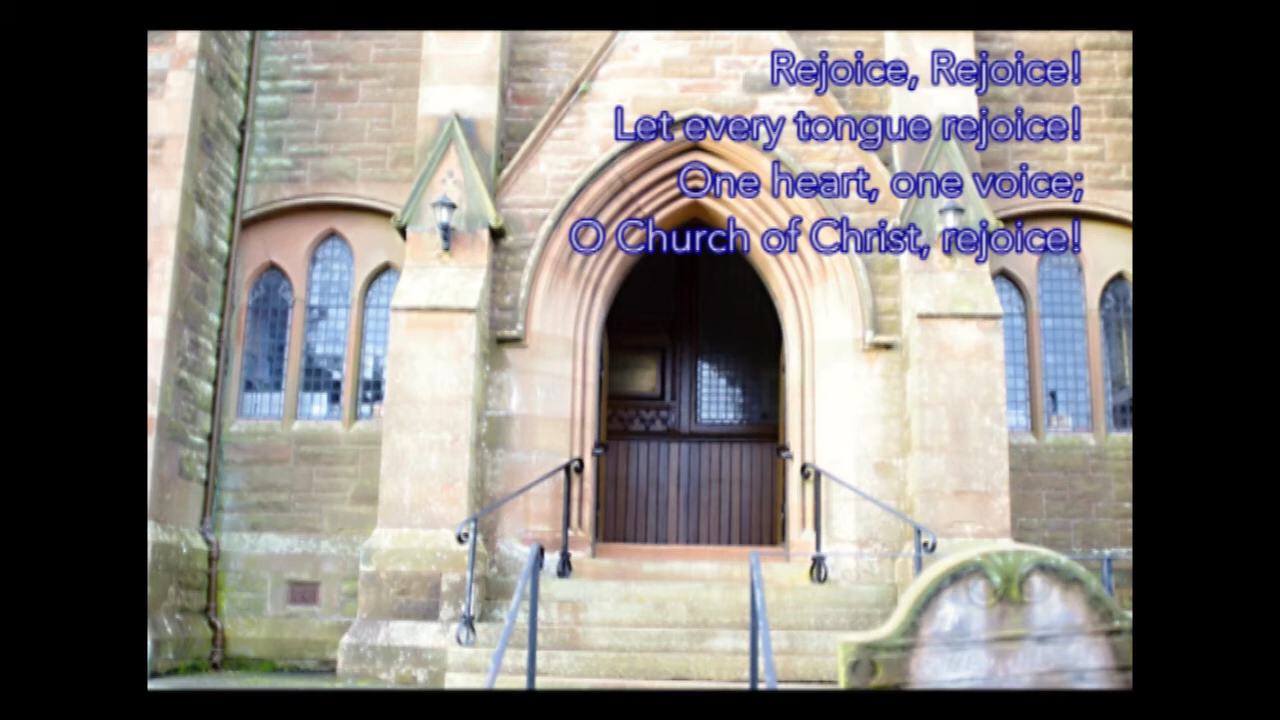 Rejoice, Rejoice!
Let every tongue rejoice!
One heart, one voice;
O Church of Christ, rejoice!